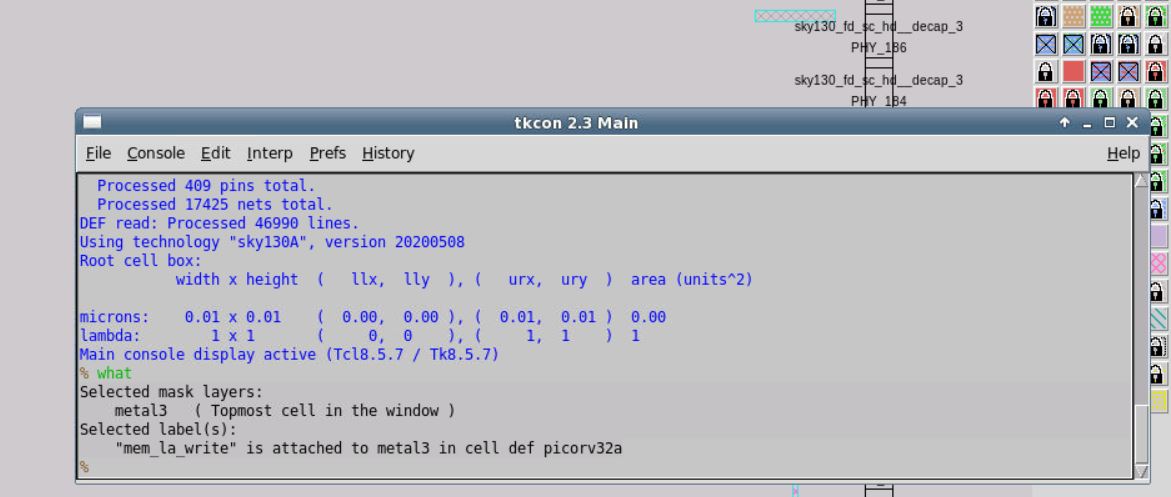 sky130_fd_sc_hd__decap_3
PHY_186
sky130_fd_sc_hd__decap_3
PHY_184
tkcon 2.3 Main
File Console Edit Interp Prefs History Help
Processed 409 pins total.
Processed 17425 nets total.
DEF read: Processed 46990 lines.
Using technology "sky130A", version 20200508
Root cell box:
width x height ( llx, lly ), ( urx, ury ) area (units^2)
microns: 0.01 x 0.01 ( 0.00, 0.00 ), ( 0.01, 0.01 ) 0.00
lambda: 1 x 1 ( 0, 0 ), ( 1, 1 ) 1
Main console display active (Tcl8.5.7 / Tk8.5.7)
% what
Selected mask layers:
metal3 ( Topmost cell in the window )
Selected label(s):
"mem_la_write" is attached to metal3 in cell def picorv32a
%